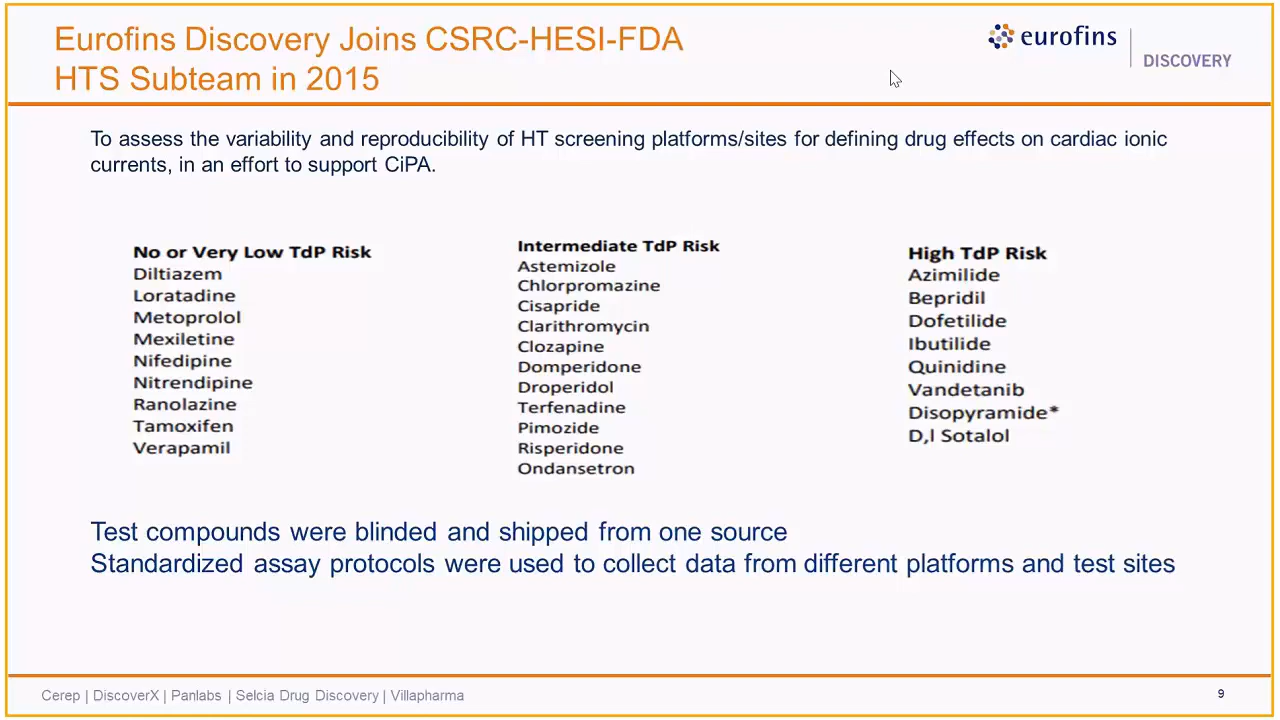 Eurofins Discovery Joins CSRC-HESI-FDA
HTS Subteam in 2015
eurofins
DISCOVERY
To assess the variability and reproducibility of HT screening platforms/sites for defining drug effects on cardiac ionic
currents, in an effort to support CiPA.
No or Very Low TdP Risk
Diltiazem
Loratadine
Metoprolol
Mexiletine
Nifedipine
Nitrendipine
Ranolazine
Tamoxifen
Verapamil
Intermediate TdP Risk
Astemizole
Chlorpromazine
Cisapride
Clarithromycin
Clozapine
Domperidone
Droperidol
Terfenadine
Pimozide
Risperidone
Ondansetron
High TdP Risk
Azimilide
Bepridil
Dofetilide
Ibutilide
Quinidine
Vandetanib
Disopyramide*
D,l Sotalol
Test compounds were blinded and shipped from one source
Standardized assay protocols were used to collect data from different platforms and test sites
Cerep | DiscoverX | Panlabs | Selcia Drug Discovery | Villapharma
9